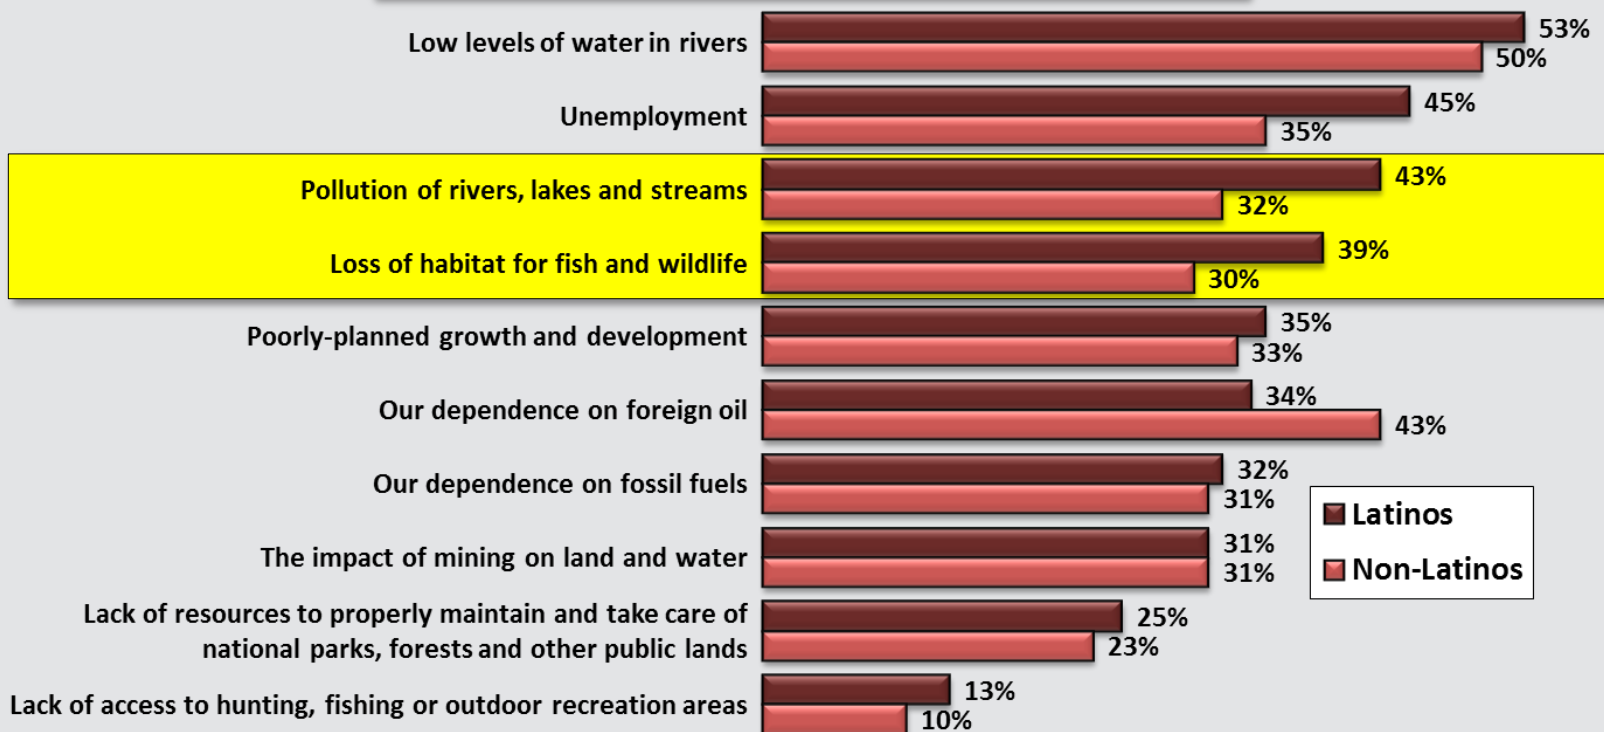 Low levels of water in rivers
53%
50%
Unemployment
45%
35%
Pollution of rivers, lakes and streams
43%
32%
Loss of habitat for fish and wildlife
39%
30%
Poorly-planned growth and development
35%
33%
Our dependence on foreign oil
34%
43%
Our dependence on fossil fuels
32%
31%
The impact of mining on land and water
31%
31%
Lack of resources to properly maintain and take care of
national parks, forests and other public lands
25%
23%
Lack of access to hunting, fishing or outdoor recreation areas
13%
10%
Latinos
Non-Latinos